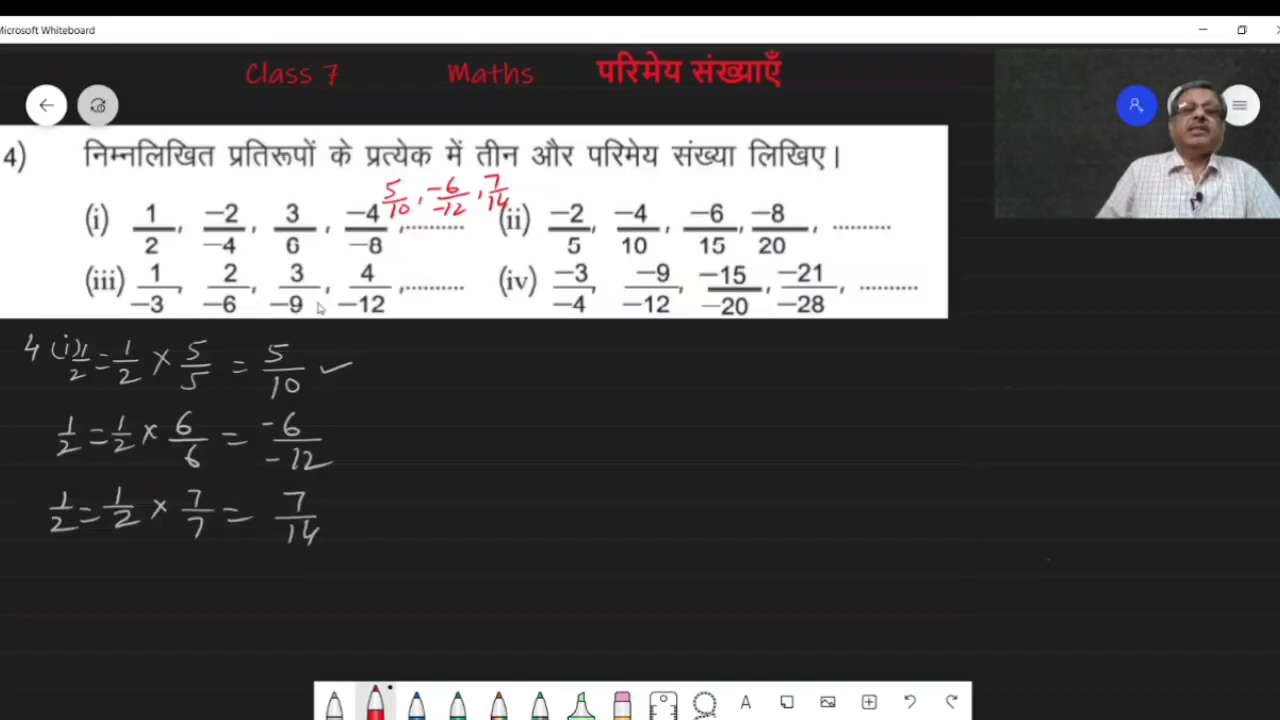 Microsoft Whiteboard
Class 7 Maths परिमेय संख्याएँ
4) निम्नलिखित प्रतिरूपों के प्रत्येक में तीन और परिमेय संख्या लिखिए।
5/10, -6/-12, 7/14
(i) 1/2, -2/-4, 3/6, -4/-8, .......... (ii) -2/5, -4/10, -6/15, -8/20, ..........
(iii) 1/-3, 2/-6, 3/-9, 4/-12, .......... (iv) -3/-4, -9/-12, -15/-20, -21/-28, ..........
4 (i) 1/2 = 1/2 × 5/5 = 5/10 ✓
1/2 = 1/2 × 6/6 = -6/-12
1/2 = 1/2 × 7/7 = 7/14
A